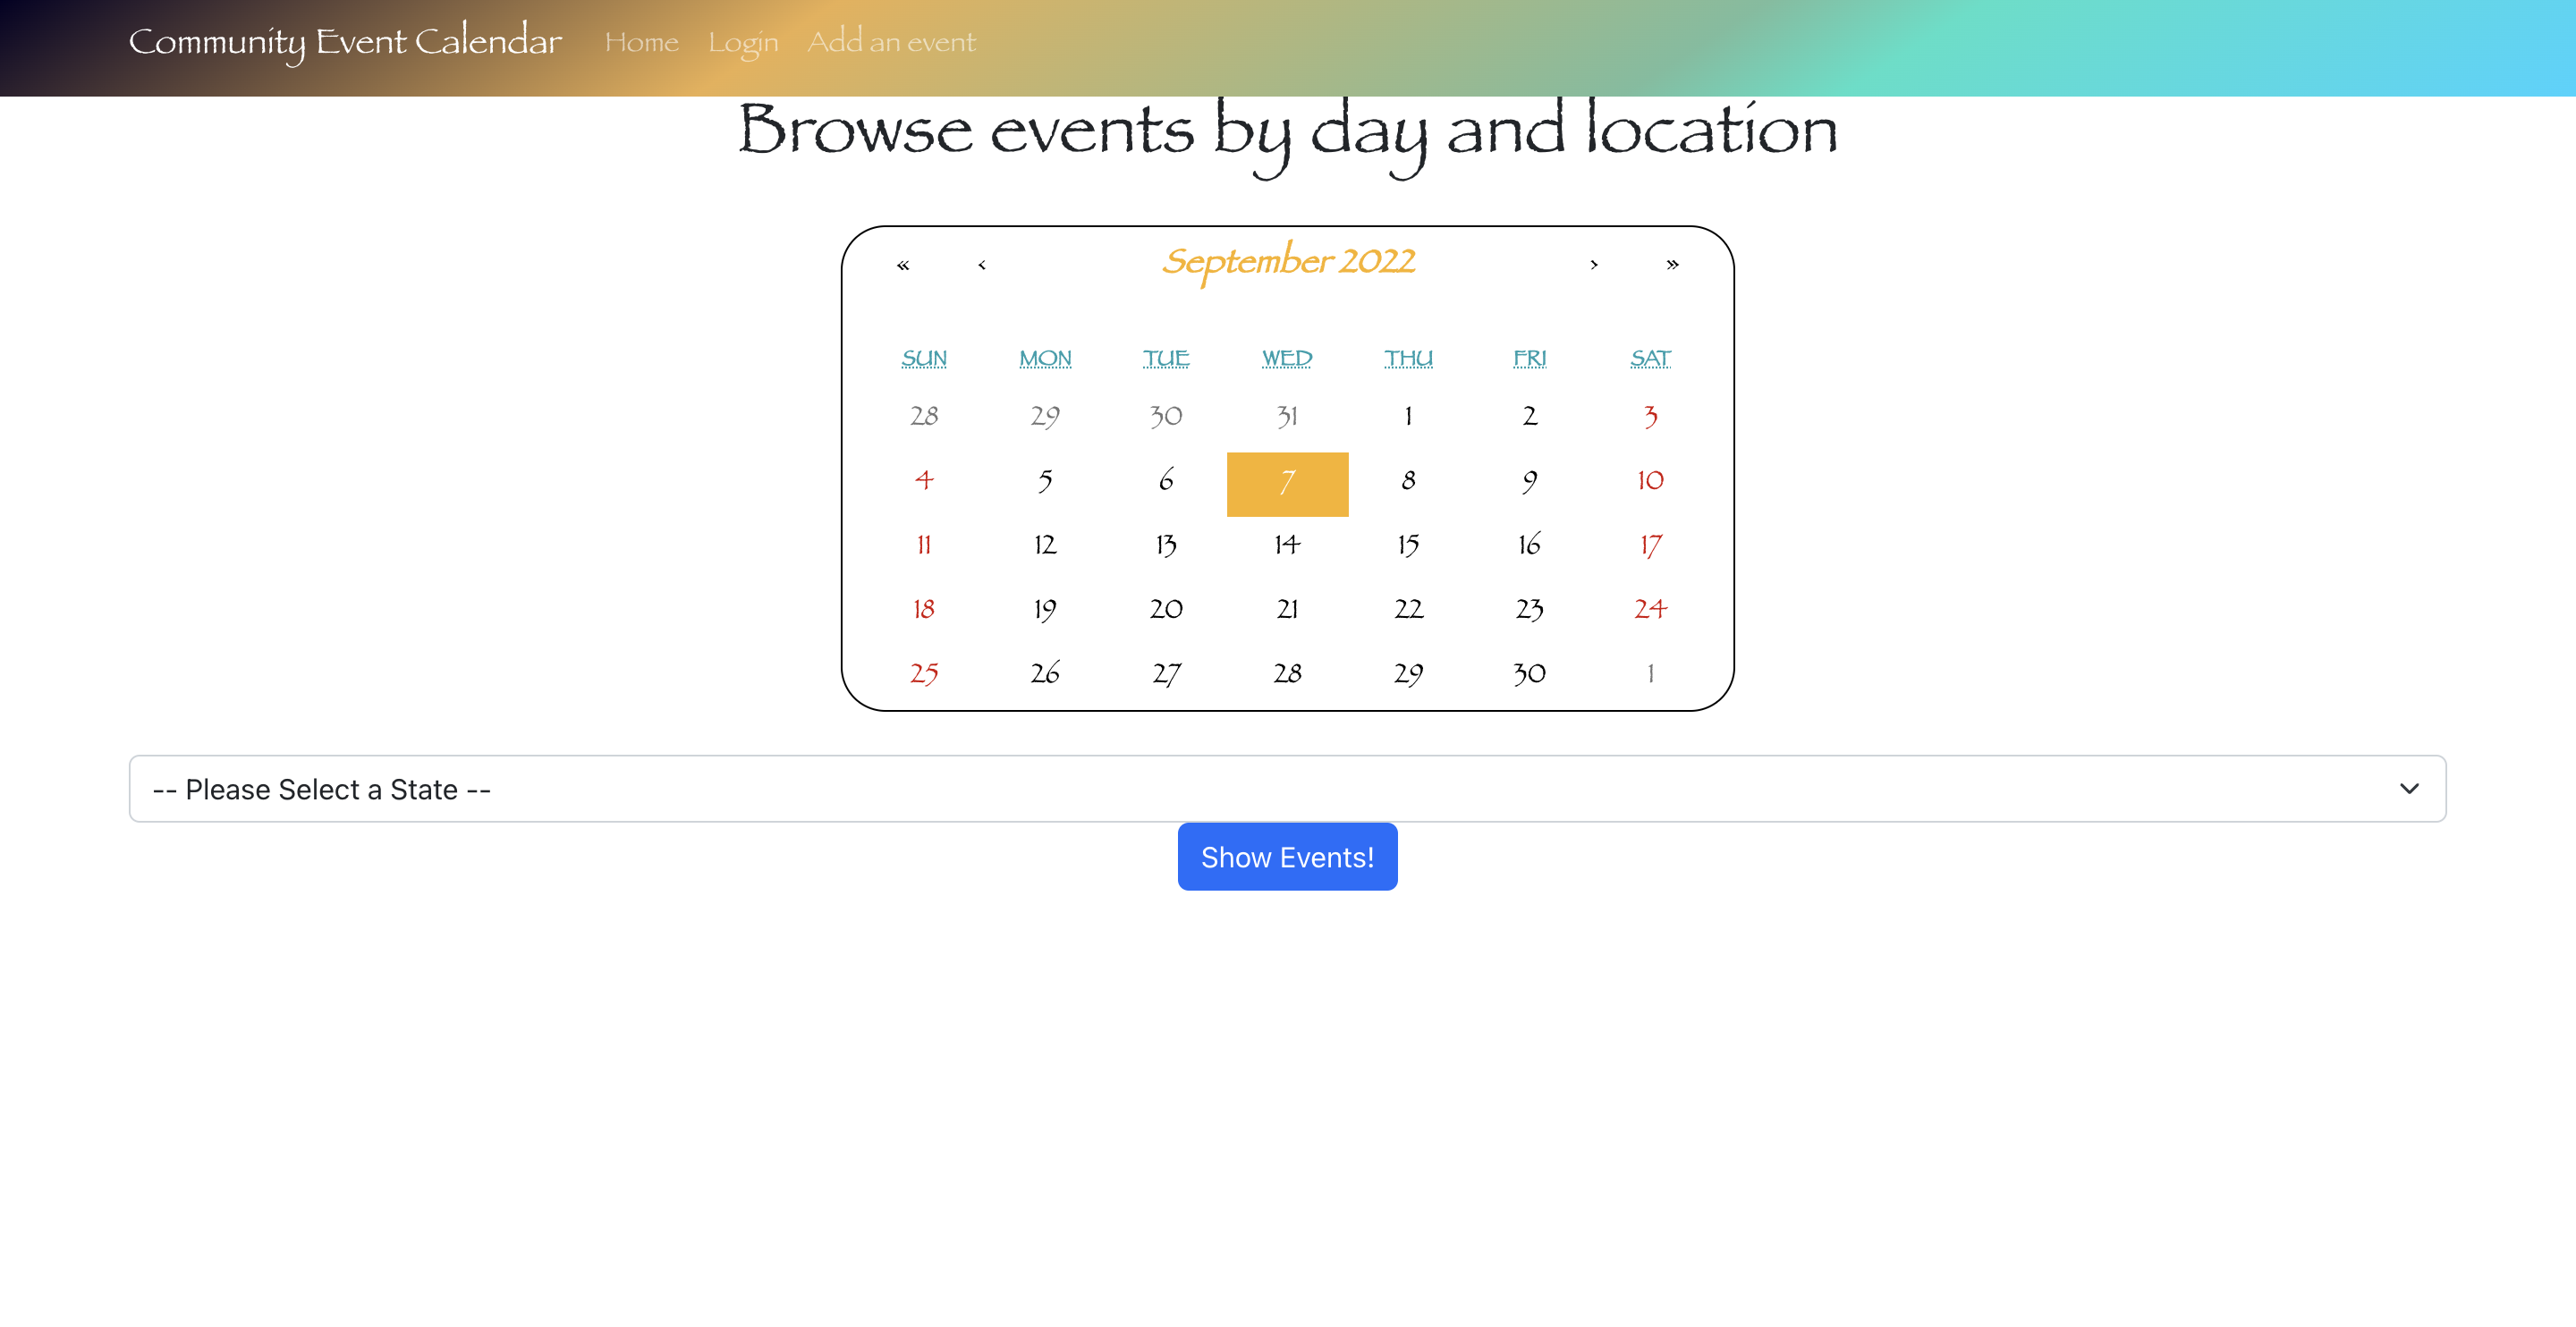 Community Event Calendar Home Login Add an event
Browse events by day and location
« ‹ September 2022 › »
SUN MON TUE WED THU FRI SAT
28 29 30 31 1 2 3
4 5 6 7 8 9 10
11 12 13 14 15 16 17
18 19 20 21 22 23 24
25 26 27 28 29 30 1
-- Please Select a State --
Show Events!